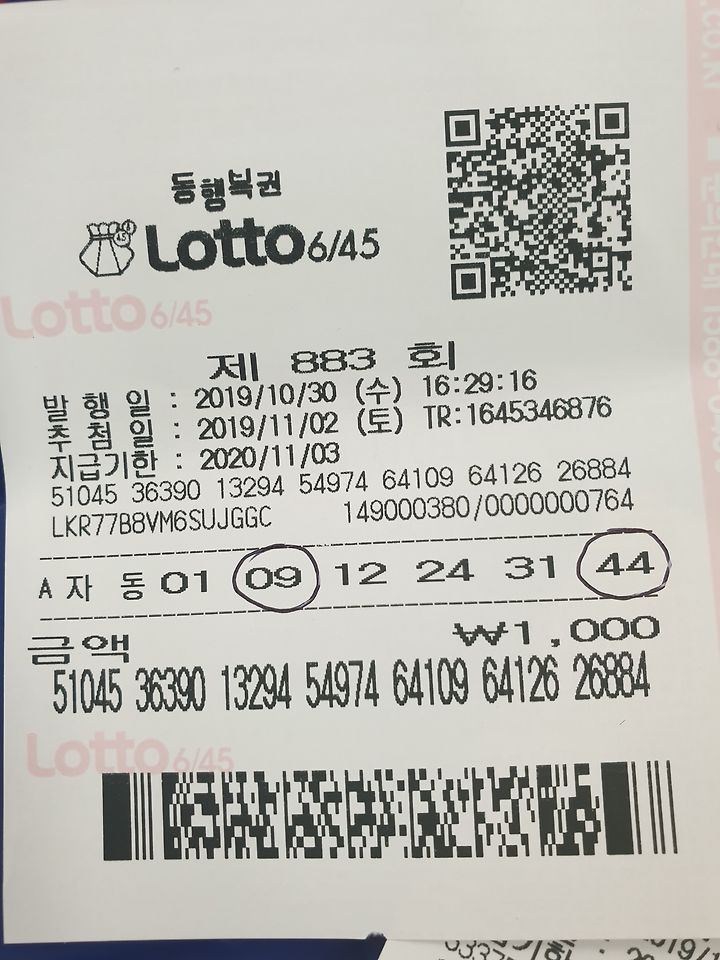 동행복권
Lotto 6/45
Lotto 6/45
제 883 회
발 행 일 : 2019/10/30 (수) 16:29:16
추 첨 일 : 2019/11/02 (토) TR:1645346876
지급기한 : 2020/11/03
51045 36390 13294 54974 64109 64126 26884
LKR77B8VM6SUJGGC 149000380/0000000764
A 자 동 01 09 12 24 31 44
금액 ₩1,000
51045 36390 13294 54974 64109 64126 26884
Lotto 6/45